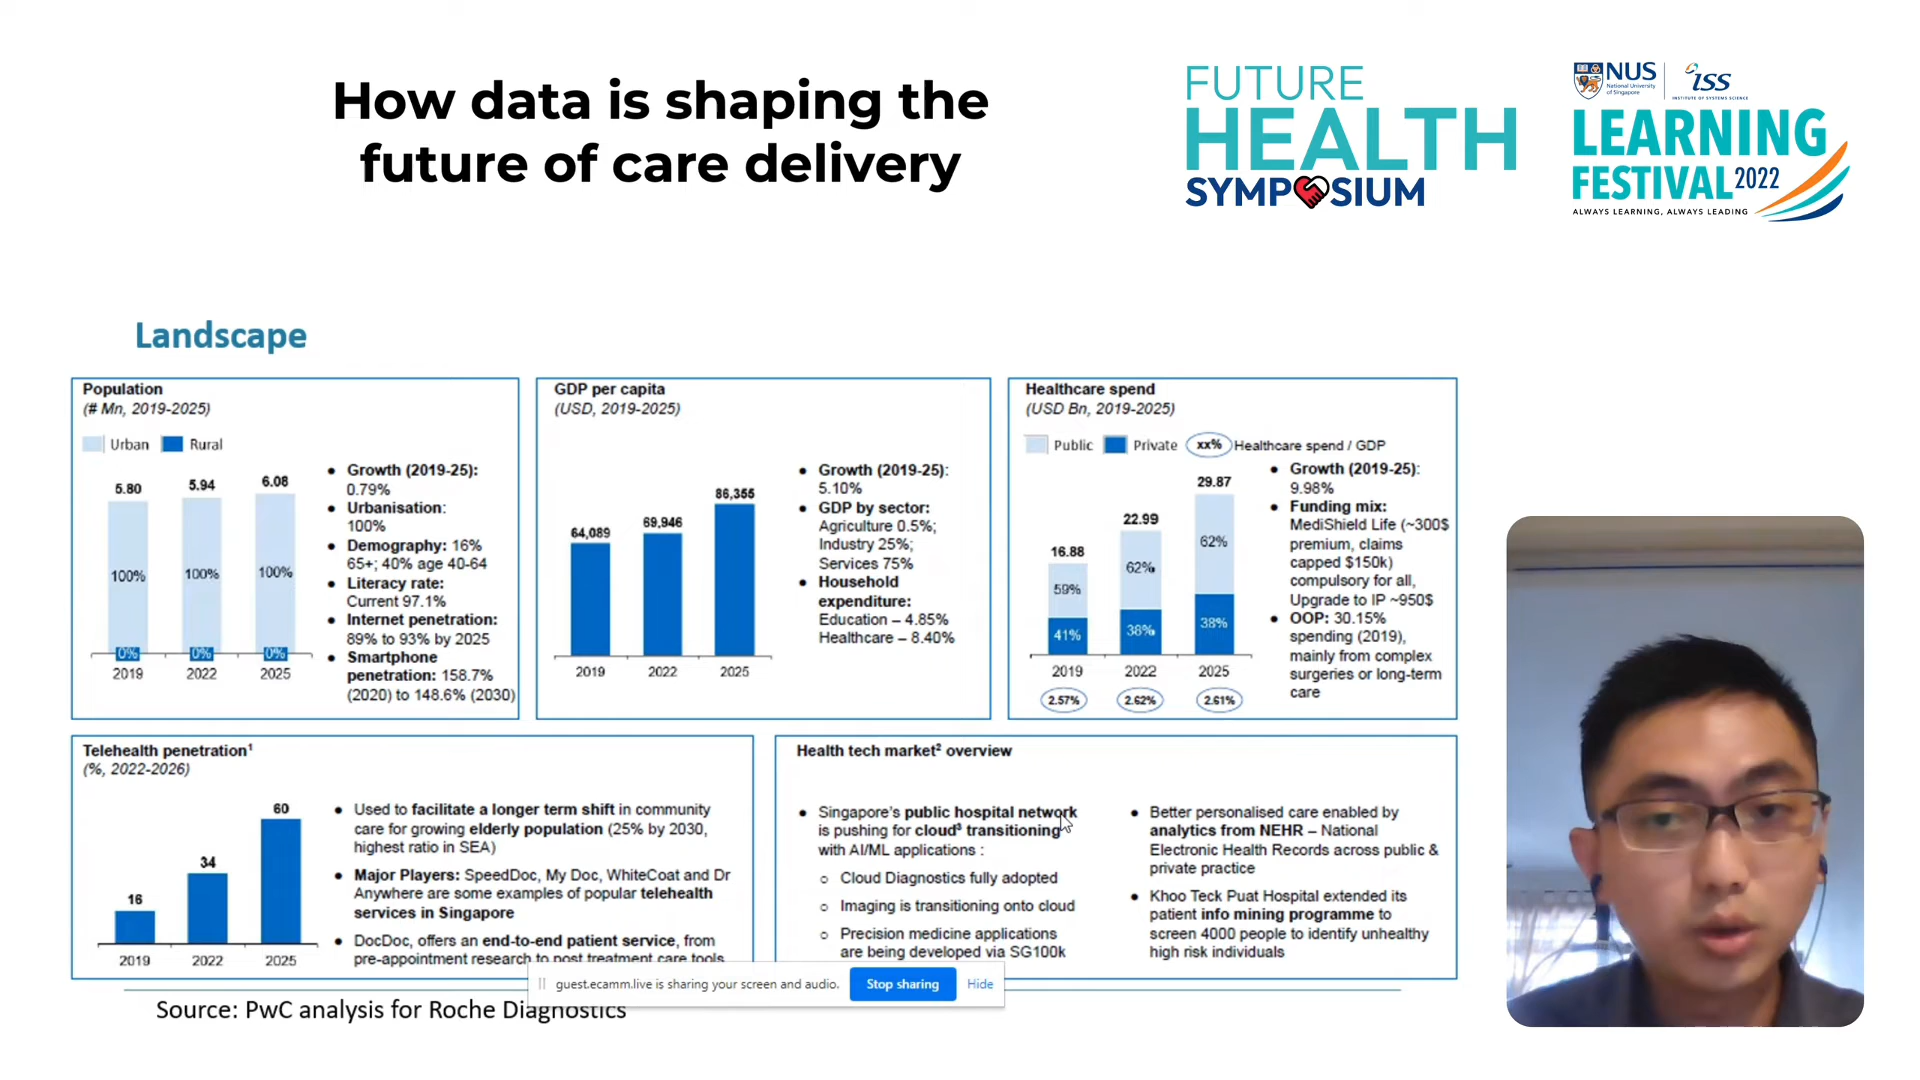 How data is shaping the
future of care delivery
FUTURE
HEALTH
SYMPOSIUM
NUS
National University
of Singapore
iss
INSTITUTE OF SYSTEMS SCIENCE
LEARNING
FESTIVAL 2022
ALWAYS LEARNING, ALWAYS LEADING
Landscape
Population
(# Mn, 2019-2025)
Urban Rural
5.80 5.94 6.08
100% 100% 100%
0% 0% 0%
2019 2022 2025
• Growth (2019-25):
0.79%
• Urbanisation:
100%
• Demography: 16%
65+; 40% age 40-64
• Literacy rate:
Current 97.1%
• Internet penetration:
89% to 93% by 2025
• Smartphone
penetration: 158.7%
(2020) to 148.6% (2030)
GDP per capita
(USD, 2019-2025)
64,089 69,946 86,355
2019 2022 2025
• Growth (2019-25):
5.10%
• GDP by sector:
Agriculture 0.5%;
Industry 25%;
Services 75%
• Household
expenditure:
Education – 4.85%
Healthcare – 8.40%
Healthcare spend
(USD Bn, 2019-2025)
Public Private xx% Healthcare spend / GDP
16.88 22.99 29.87
59% 62% 62%
41% 38% 38%
2019 2022 2025
2.57% 2.62% 2.61%
• Growth (2019-25):
9.98%
• Funding mix:
MediShield Life (~300$
premium, claims
capped $150k)
compulsory for all,
Upgrade to IP ~950$
• OOP: 30.15%
spending (2019),
mainly from complex
surgeries or long-term
care
Telehealth penetration¹
(%, 2022-2026)
16 34 60
2019 2022 2025
• Used to facilitate a longer term shift in community
care for growing elderly population (25% by 2030,
highest ratio in SEA)
• Major Players: SpeedDoc, My Doc, WhiteCoat and Dr
Anywhere are some examples of popular telehealth
services in Singapore
• DocDoc, offers an end-to-end patient service, from
pre-appointment research to post treatment care tools
Health tech market² overview
• Singapore's public hospital network
is pushing for cloud³ transitioning
with AI/ML applications :
○ Cloud Diagnostics fully adopted
○ Imaging is transitioning onto cloud
○ Precision medicine applications
are being developed via SG100k
• Better personalised care enabled by
analytics from NEHR – National
Electronic Health Records across public &
private practice
• Khoo Teck Puat Hospital extended its
patient info mining programme to
screen 4000 people to identify unhealthy
high risk individuals
guest.ecamm.live is sharing your screen and audio. Stop sharing Hide
Source: PwC analysis for Roche Diagnostics